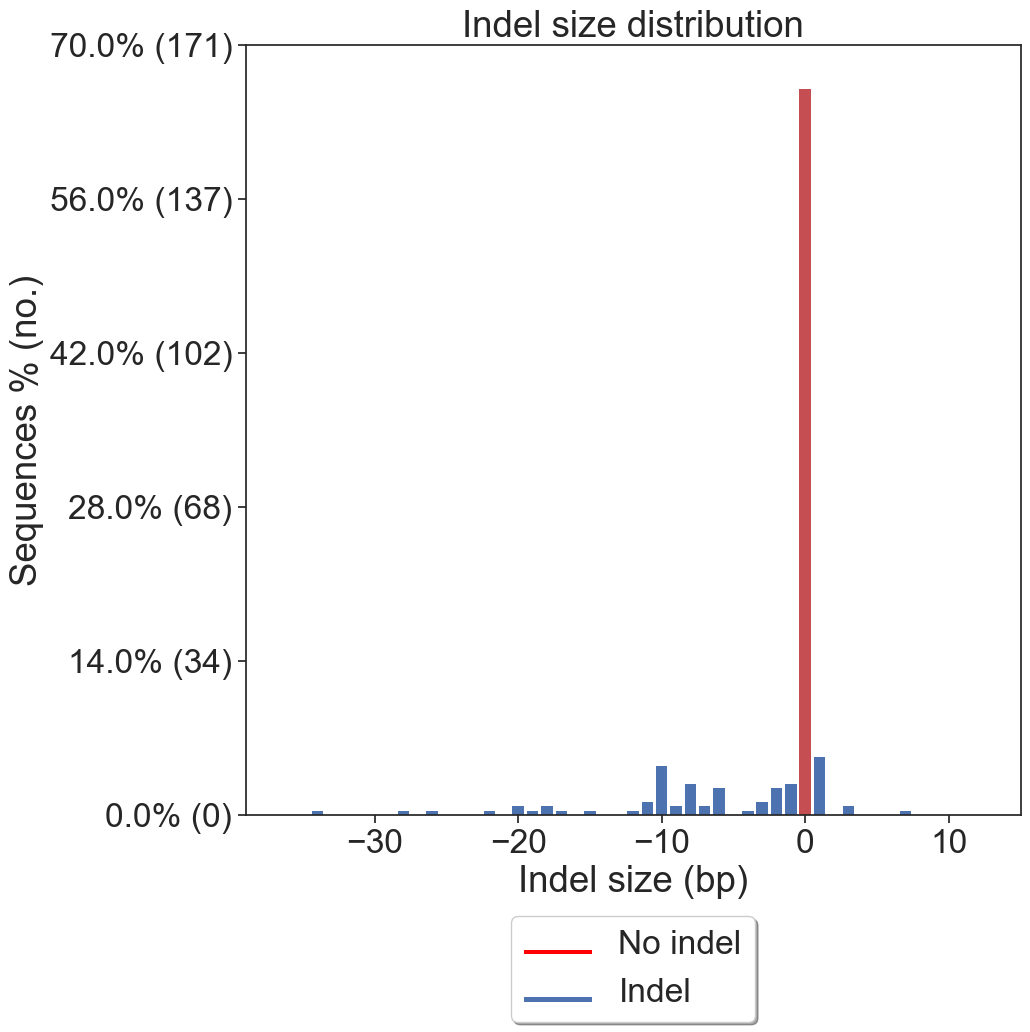 Indel size distribution
70.0% (171)
56.0% (137)
42.0% (102)
28.0% (68)
14.0% (34)
0.0% (0)
Sequences % (no.)
−30 −20 −10 0 10
Indel size (bp)
No indel
Indel